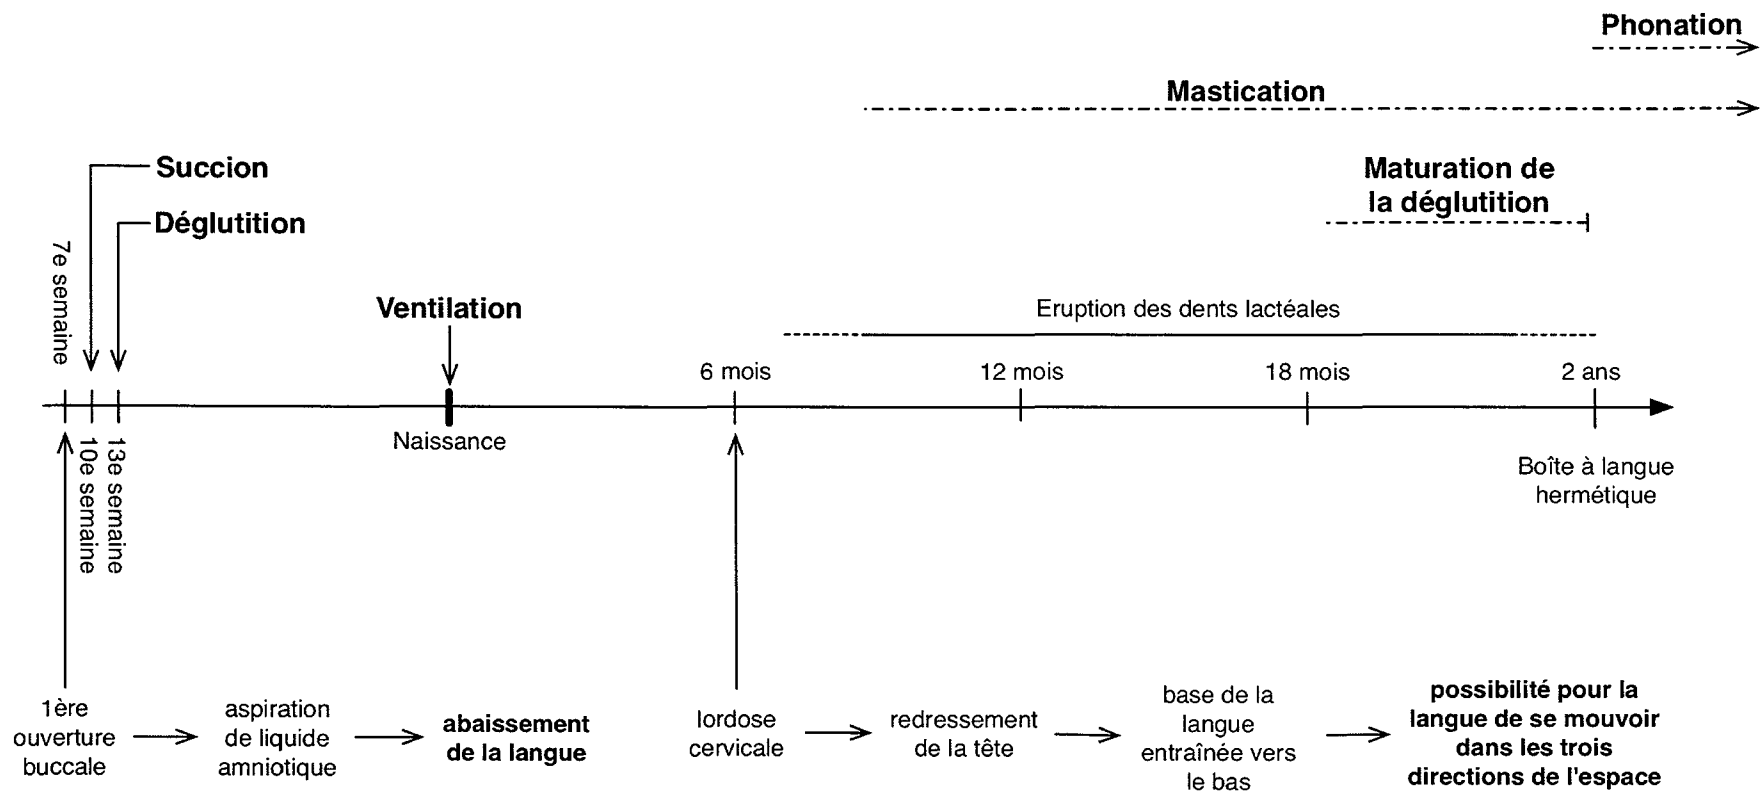 Phonation
Mastication
Succion
Maturation de
la déglutition
Déglutition
7e semaine
Ventilation
Eruption des dents lactéales
6 mois
12 mois
18 mois
2 ans
Naissance
10e semaine
13e semaine
Boîte à langue
hermétique
1ère
ouverture
buccale
aspiration
de liquide
amniotique
abaissement
de la langue
lordose
cervicale
redressement
de la tête
base de la
langue
entraînée vers
le bas
possibilité pour la
langue de se mouvoir
dans les trois
directions de l'espace